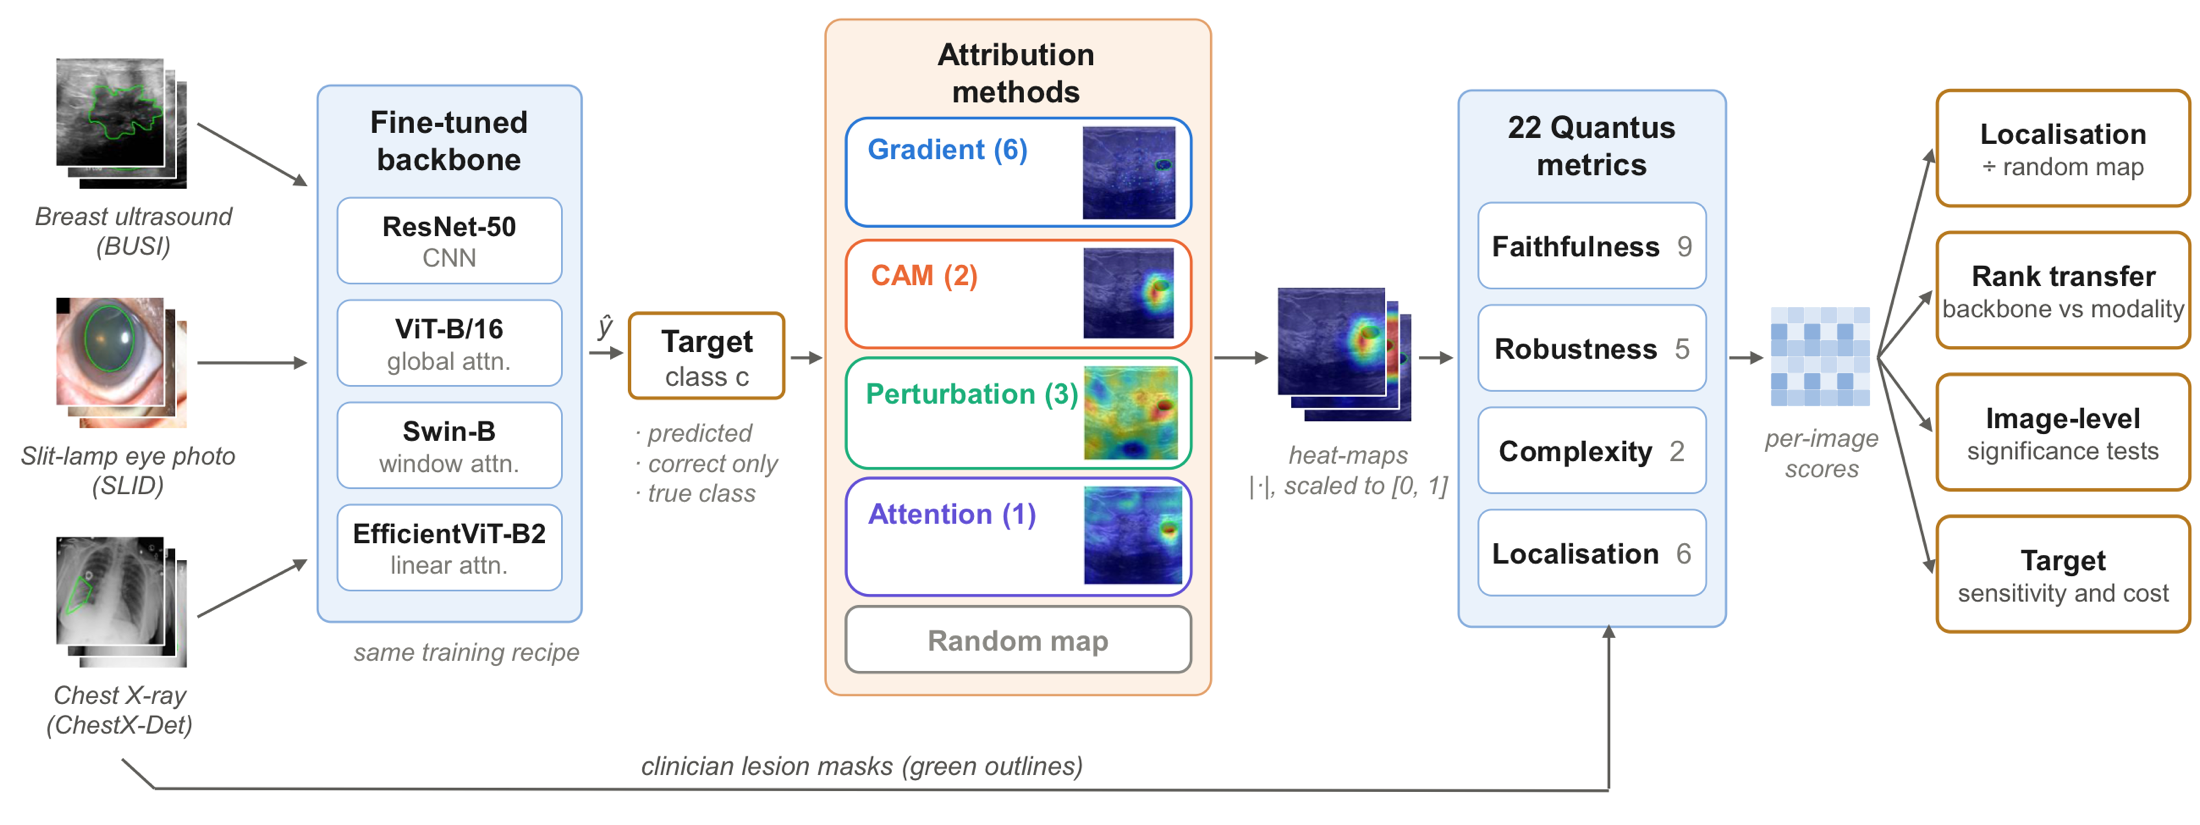 Breast ultrasound
(BUSI)
Slit-lamp eye photo
(SLID)
Chest X-ray
(ChestX-Det)
Fine-tuned
backbone
ResNet-50
CNN
ViT-B/16
global attn.
Swin-B
window attn.
EfficientViT-B2
linear attn.
same training recipe
ŷ
Target
class c
· predicted
· correct only
· true class
Attribution
methods
Gradient (6)
CAM (2)
Perturbation (3)
Attention (1)
Random map
heat-maps
|·|, scaled to [0, 1]
22 Quantus
metrics
Faithfulness 9
Robustness 5
Complexity 2
Localisation 6
per-image
scores
Localisation
÷ random map
Rank transfer
backbone vs modality
Image-level
significance tests
Target
sensitivity and cost
clinician lesion masks (green outlines)